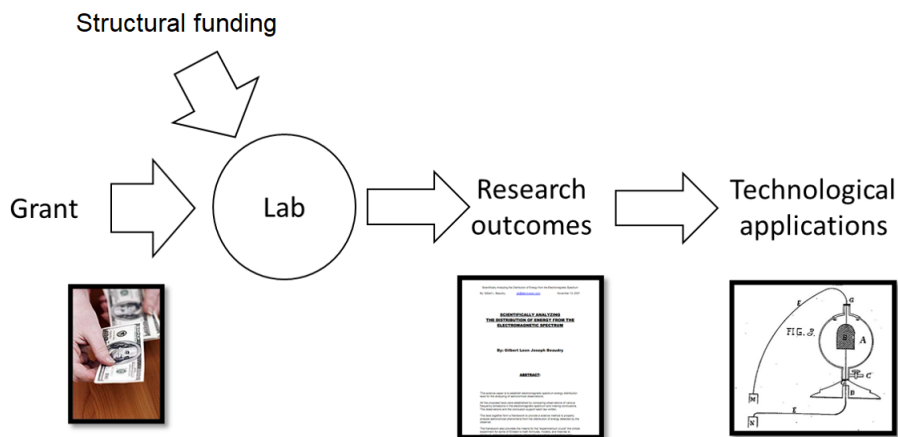 Structural funding
Grant
Lab
Research
outcomes
Technological
applications
SCIENTIFICALLY ANALYZING
THE DISTRIBUTION OF ENERGY FROM THE
ELECTROMAGNETIC SPECTRUM
By: Gilbert Leon Joseph Beaudry
ABSTRACT:
FIG. 3.
E
G
B
A
C
D
M
E
N